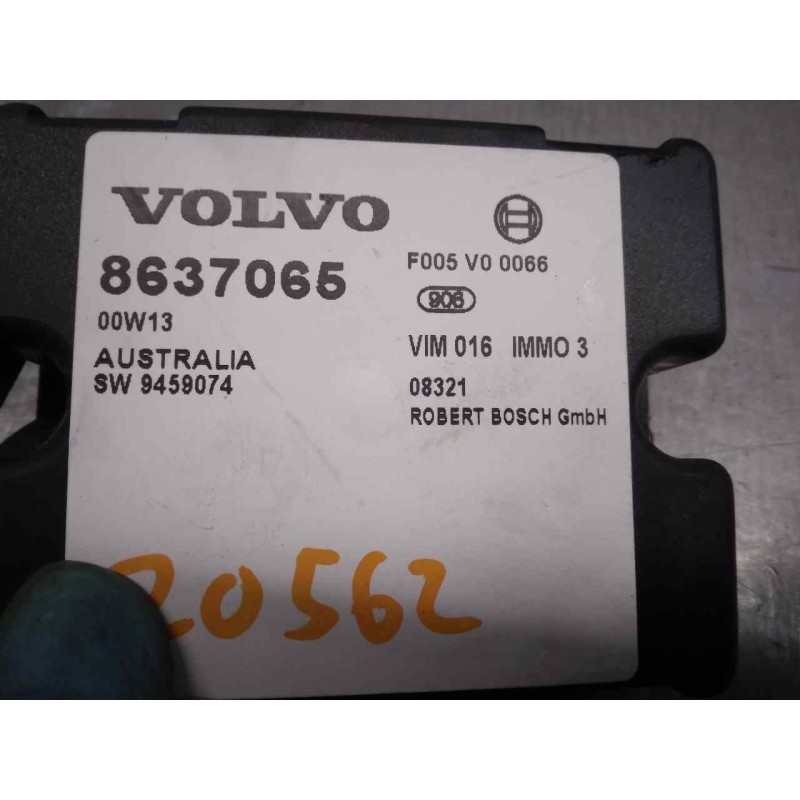 VOLVO
8637065
00W13
AUSTRALIA
SW 9459074
F005 V0 0066
906
VIM 016 IMMO 3
08321
ROBERT BOSCH GmbH
20562